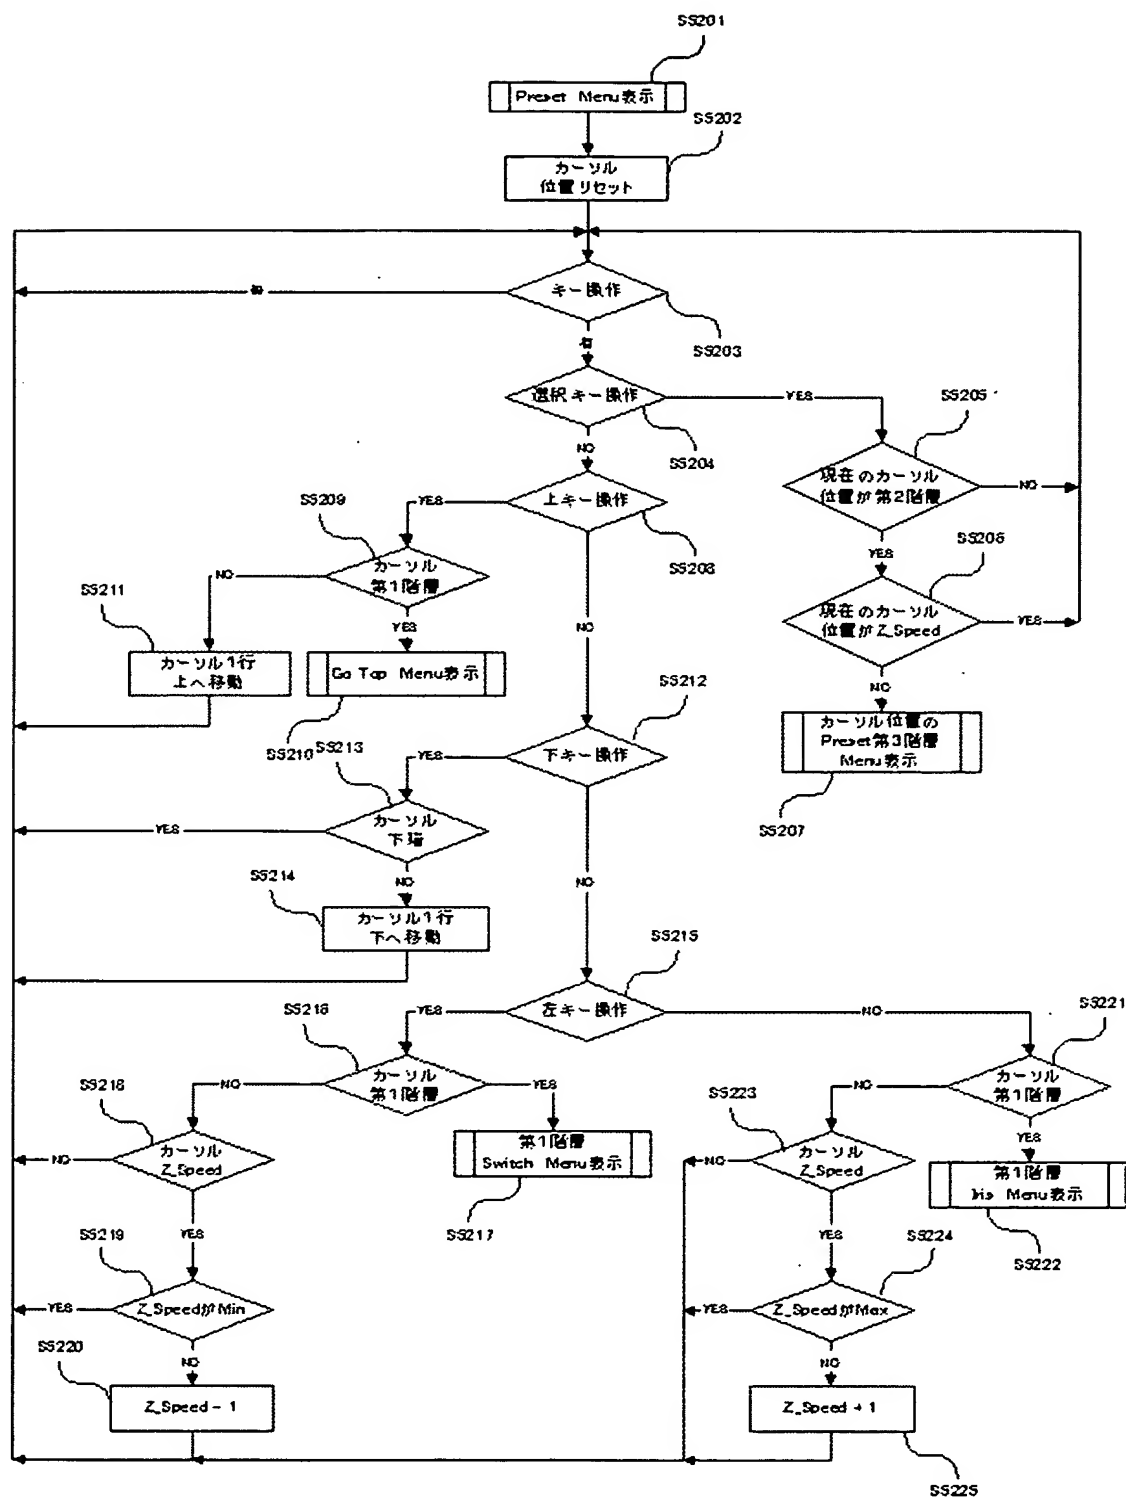 SS201
Preset Menu表示
SS202
カーソル
位置リセット
キー操作
無
SS203
有
選択キー操作
YES
SS204
NO
SS205
現在のカーソル
位置が第2階層
NO
YES
SS206
現在のカーソル
位置がZ_Speed
YES
NO
カーソル位置の
Preset第3階層
Menu表示
SS207
上キー操作
YES
SS208
NO
SS209
カーソル
第1階層
NO
YES
SS211
カーソル1行
上へ移動
Go Top Menu表示
SS210
SS212
下キー操作
YES
NO
SS213
カーソル
下端
YES
NO
SS214
カーソル1行
下へ移動
SS215
左キー操作
YES
NO
SS216
カーソル
第1階層
NO
YES
第1階層
Switch Menu表示
SS217
SS218
カーソル
Z_Speed
NO
YES
SS219
Z_SpeedがMin
YES
NO
SS220
Z_Speed - 1
SS221
カーソル
第1階層
NO
YES
第1階層
Iris Menu表示
SS222
SS223
カーソル
Z_Speed
NO
YES
SS224
Z_SpeedがMax
YES
NO
Z_Speed + 1
SS225